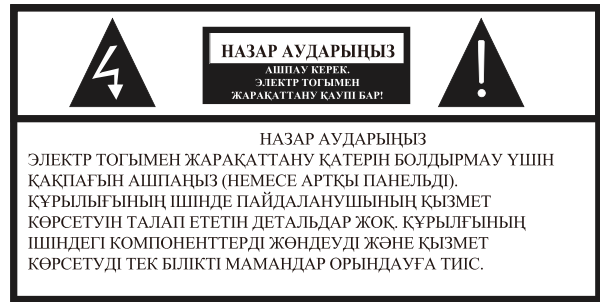 НАЗАР АУДАРЫҢЫЗ
АШПАУ КЕРЕК.
ЭЛЕКТР ТОГЫМЕН
ЖАРАҚАТТАНУ ҚАУПІ БАР!
НАЗАР АУДАРЫҢЫЗ
ЭЛЕКТР ТОГЫМЕН ЖАРАҚАТТАНУ ҚАТЕРІН БОЛДЫРМАУ ҮШІН
ҚАҚПАҒЫН АШПАҢЫЗ (НЕМЕСЕ АРТҚЫ ПАНЕЛЬДІ).
ҚҰРЫЛЫҒЫНЫҢ ІШІНДЕ ПАЙДАЛАНУШЫНЫҢ ҚЫЗМЕТ
КӨРСЕТУІН ТАЛАП ЕТЕТІН ДЕТАЛЬДАР ЖОҚ. ҚҰРЫЛҒЫНЫҢ
ІШІНДЕГІ КОМПОНЕНТТЕРДІ ЖӨНДЕУДІ ЖӘНЕ ҚЫЗМЕТ
КӨРСЕТУДІ ТЕК БІЛІКТІ МАМАНДАР ОРЫНДАУҒА ТИІС.